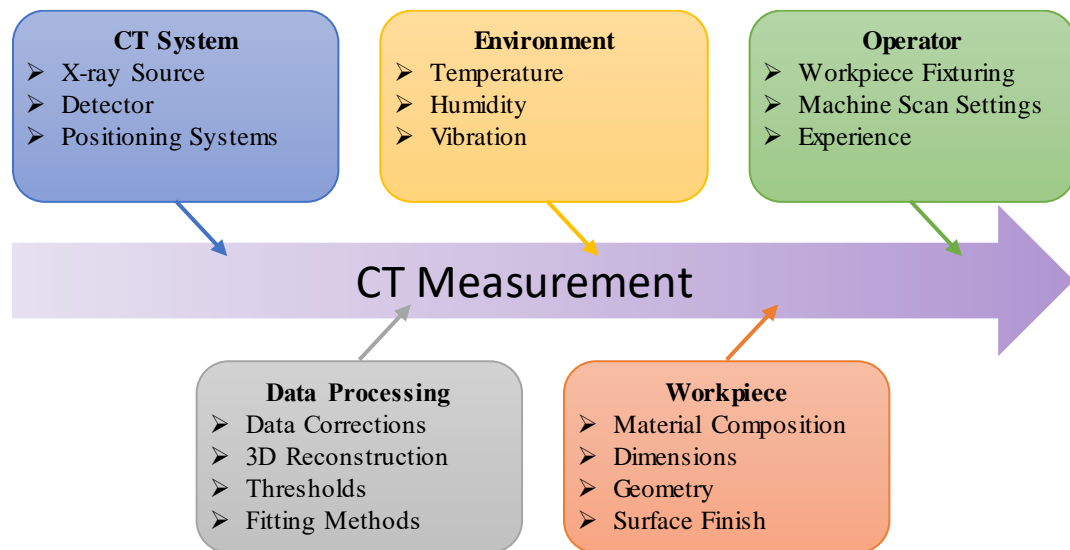 CT System
➢ X-ray Source
➢ Detector
➢ Positioning Systems
Environment
➢ Temperature
➢ Humidity
➢ Vibration
Operator
➢ Workpiece Fixturing
➢ Machine Scan Settings
➢ Experience
CT Measurement
Data Processing
➢ Data Corrections
➢ 3D Reconstruction
➢ Thresholds
➢ Fitting Methods
Workpiece
➢ Material Composition
➢ Dimensions
➢ Geometry
➢ Surface Finish